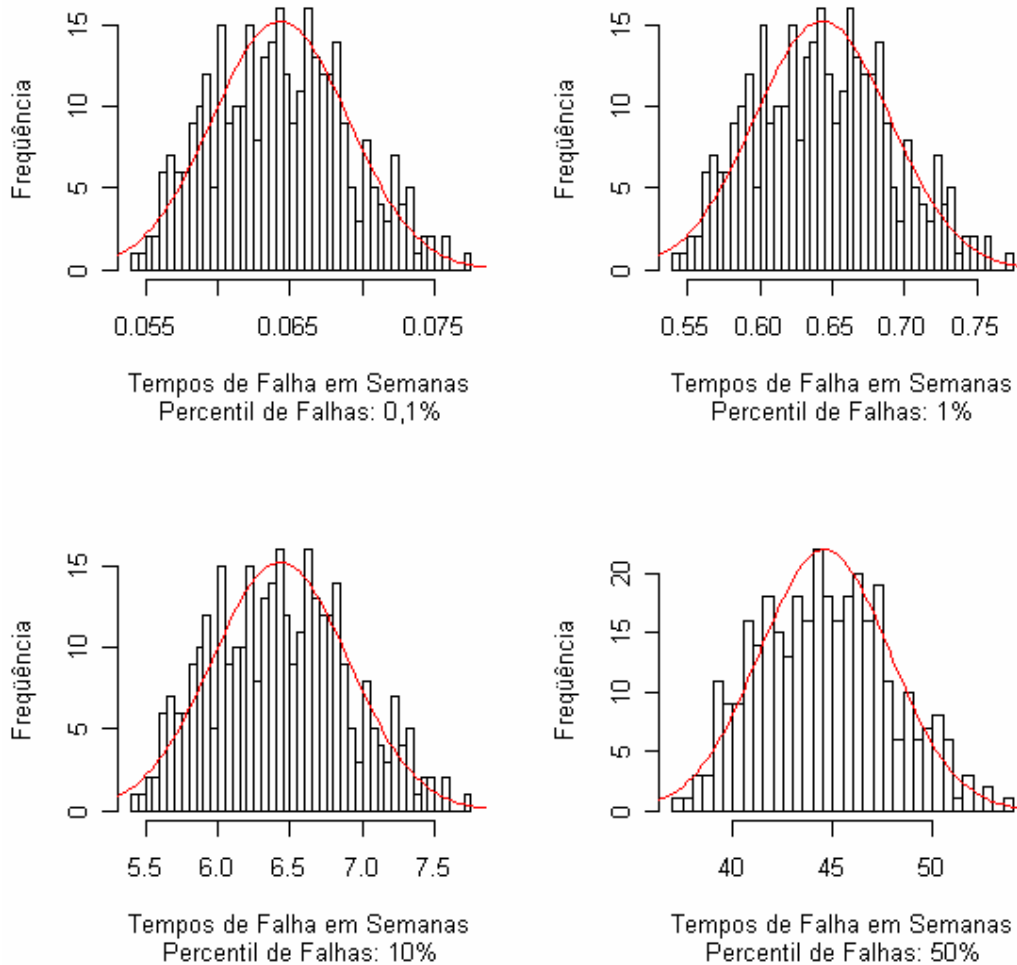 Freqüência
0
5
10
15
0.055
0.065
0.075
Tempos de Falha em Semanas
Percentil de Falhas: 0,1%
Freqüência
0
5
10
15
0.55
0.60
0.65
0.70
0.75
Tempos de Falha em Semanas
Percentil de Falhas: 1%
Freqüência
0
5
10
15
5.5
6.0
6.5
7.0
7.5
Tempos de Falha em Semanas
Percentil de Falhas: 10%
Freqüência
0
5
10
15
20
40
45
50
Tempos de Falha em Semanas
Percentil de Falhas: 50%